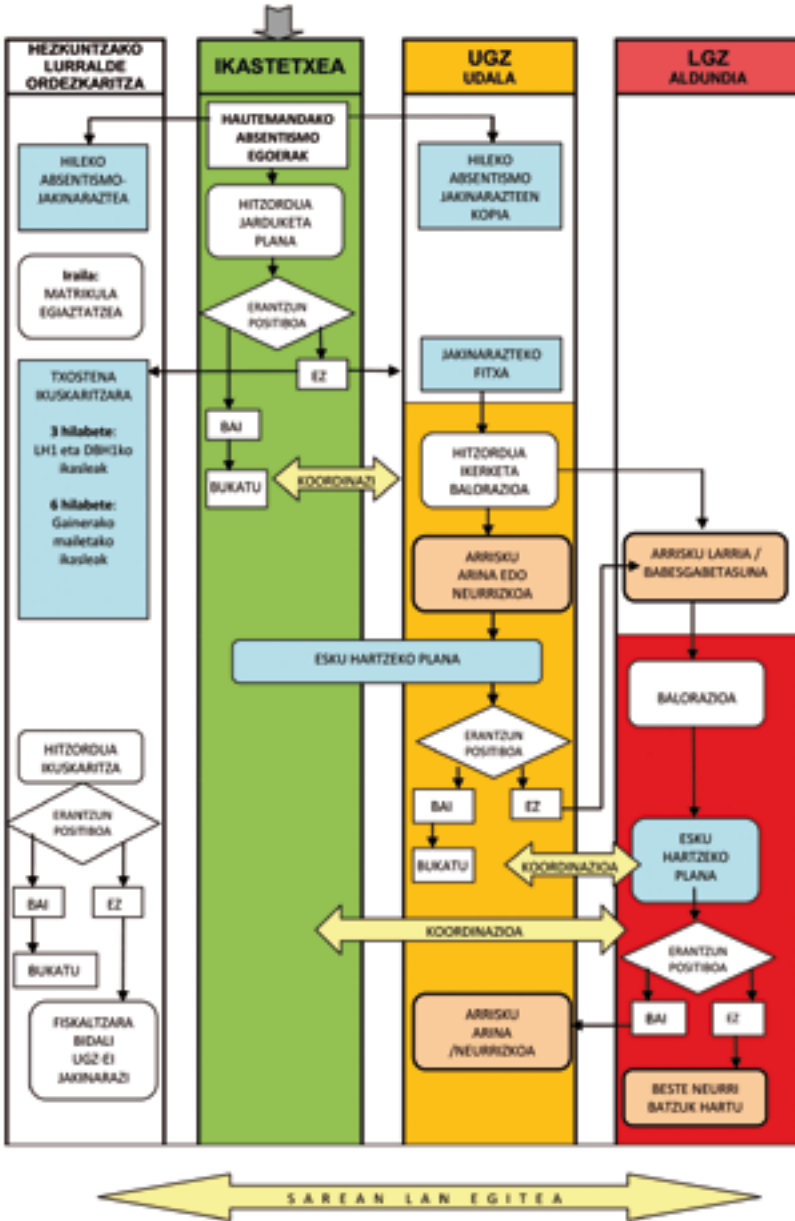 HEZKUNTZAKO
LURRALDE
ORDEZKARITZA
HILEKO
ABSENTISMO-
JAKINARAZTEA
Iraila:
MATRIKULA
EGIAZTATZEA
TXOSTENA
IKUSKARITZARA
3 hilabete:
LH1 eta DBH1ko
ikasleak
6 hilabete:
Gainerako
mailetako
ikasleak
HITZORDUA
IKUSKARITZA
ERANTZUN
POSITIBOA
BAI
EZ
BUKATU
FISKALTZARA
BIDALI
UGZ-EI
JAKINARAZI
IKASTETXEA
HAUTEMANDAKO
ABSENTISMO
EGOERAK
HITZORDUA
JARDUKETA
PLANA
ERANTZUN
POSITIBOA
EZ
BAI
BUKATU
KOORDINAZI
ESKU HARTZEKO PLANA
UGZ
UDALA
HILEKO
ABSENTISMO
JAKINARAZTEEN
KOPIA
JAKINARAZTEKO
FITXA
HITZORDUA
IKERKETA
BALORAZIOA
ARRISKU
ARINA EDO
NEURRIZKOA
ERANTZUN
POSITIBOA
BAI
EZ
BUKATU
KOORDINAZIOA
KOORDINAZIOA
ARRISKU
ARINA
/NEURRIZKOA
LGZ
ALDUNDIA
ARRISKU LARRIA /
BABESGABETASUNA
BALORAZIOA
ESKU
HARTZEKO
PLANA
ERANTZUN
POSITIBOA
BAI
EZ
BESTE NEURRI
BATZUK HARTU
SAREAN LAN EGITEA